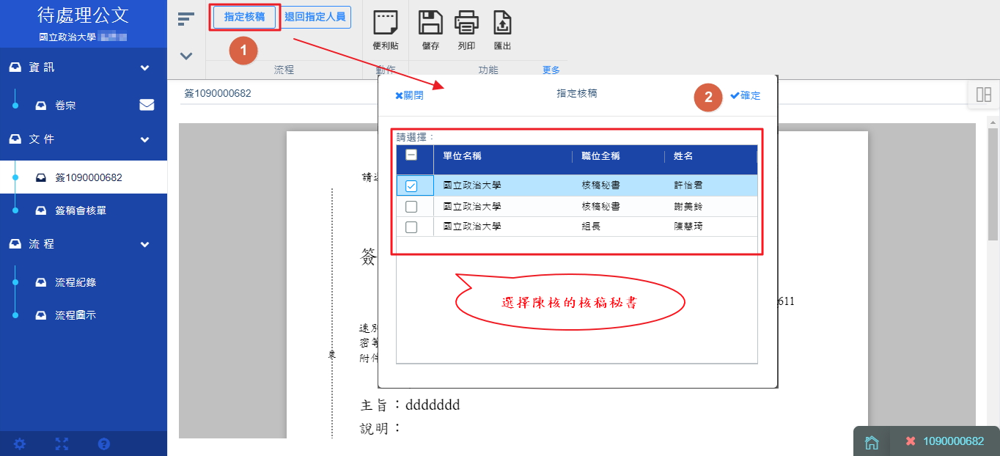 待處理公文
國立政治大學
資訊
卷宗
文件
簽1090000682
簽稿會核單
流程
流程紀錄
流程圖示
指定核稿
退回指定人員
1
流程
便利貼
動作
儲存
列印
匯出
功能
更多
簽1090000682
關閉
指定核稿
2
確定
請選擇：
單位名稱 職位全稱 姓名
國立政治大學 核稿秘書 許怡君
國立政治大學 核稿秘書 謝美鈴
國立政治大學 組長 陳慧琦
選擇陳核的核稿秘書
簽
611
速別
密等
附件
裝
主旨：ddddddd
說明：
1090000682